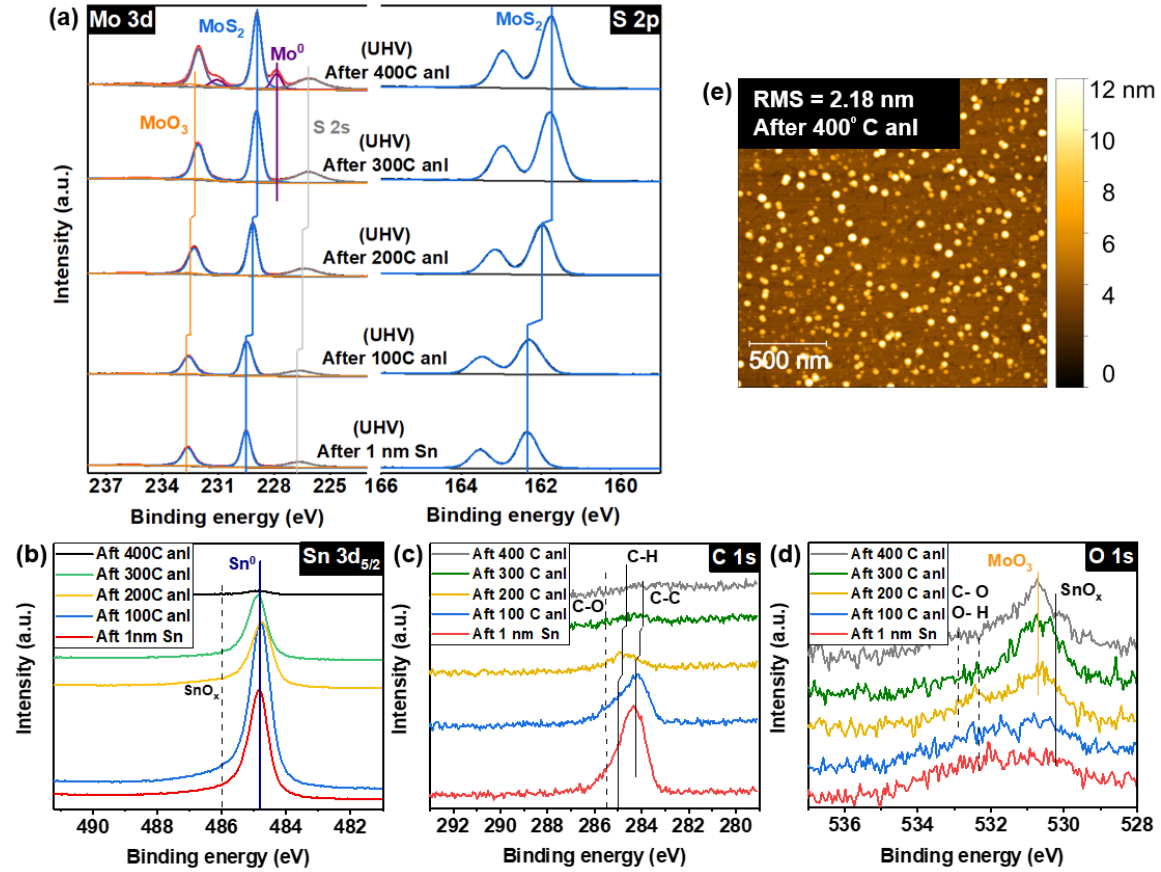 (a) Mo 3d
MoS2
Mo0
MoO3
S 2s
(UHV)
After 400C anl
(UHV)
After 300C anl
(UHV)
After 200C anl
(UHV)
After 100C anl
(UHV)
After 1 nm Sn
MoS2
S 2p
Intensity (a.u.)
237 234 231 228 225
166 164 162 160
Binding energy (eV)
Binding energy (eV)
(e)
RMS = 2.18 nm
After 400⁰ C anl
500 nm
12 nm
10
8
6
4
0
(b)
Aft 400C anl
Aft 300C anl
Aft 200C anl
Aft 100C anl
Aft 1nm Sn
Sn 3d5/2
Sn0
SnOx
Intensity (a.u.)
490 487 484 481
Binding energy (eV)
(c)
Aft 400 C anl
Aft 300 C anl
Aft 200 C anl
Aft 100 C anl
Aft 1 nm Sn
C 1s
C-H
C-O
C-C
Intensity (a.u.)
292 290 288 286 284 282 280
Binding energy (eV)
(d)
Aft 400 C anl
Aft 300 C anl
Aft 200 C anl
Aft 100 C anl
Aft 1 nm Sn
O 1s
MoO3
C- O
O- H
SnOx
Intensity (a.u.)
536 534 532 530 528
Binding energy (eV)